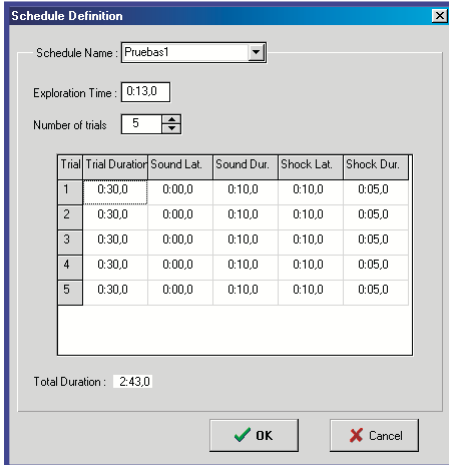 Schedule Definition
Schedule Name : Pruebas1
Exploration Time : 0:13,0
Number of trials 5
Trial Trial Duration Sound Lat. Sound Dur. Shock Lat. Shock Dur.
1 0:30,0 0:00,0 0:10,0 0:10,0 0:05,0
2 0:30,0 0:00,0 0:10,0 0:10,0 0:05,0
3 0:30,0 0:00,0 0:10,0 0:10,0 0:05,0
4 0:30,0 0:00,0 0:10,0 0:10,0 0:05,0
5 0:30,0 0:00,0 0:10,0 0:10,0 0:05,0
Total Duration : 2:43,0
OK Cancel